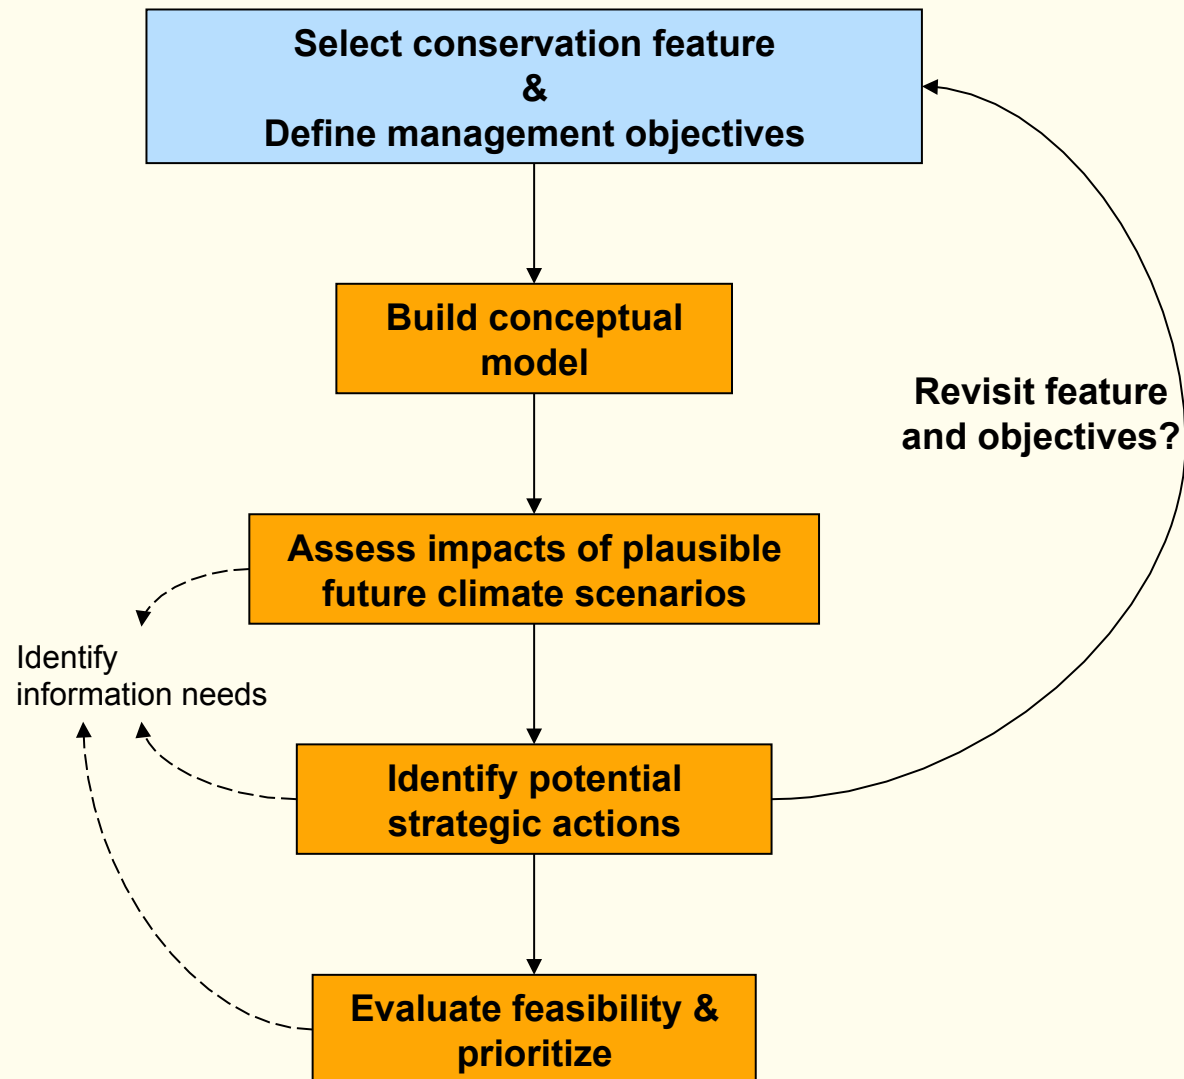 Select conservation feature
&
Define management objectives
Build conceptual
model
Revisit feature
and objectives?
Assess impacts of plausible
future climate scenarios
Identify
information needs
Identify potential
strategic actions
Evaluate feasibility &
prioritize